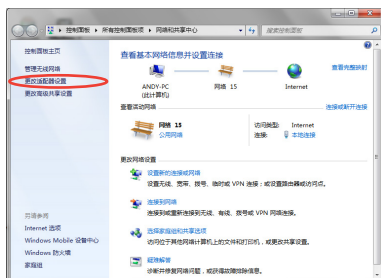 控制面板 ▸ 所有控制面板项 ▸ 网络和共享中心
搜索控制面板
控制面板主页
管理无线网络
更改适配器设置
更改高级共享设置
查看基本网络信息并设置连接
查看完整映射
ANDY-PC
(此计算机)
网络 15
Internet
查看活动网络
连接或断开连接
网络 15
公用网络
访问类型: Internet
连接: 本地连接
更改网络设置
设置新的连接或网络
设置无线、宽带、拨号、临时或 VPN 连接；或设置路由器或访问点。
连接到网络
连接到或重新连接到无线、有线、拨号或 VPN 网络连接。
选择家庭组和共享选项
访问位于其他网络计算机上的文件和打印机，或更改共享设置。
疑难解答
诊断并修复网络问题，或获得故障排除信息。
另请参阅
Internet 选项
Windows Mobile 设备中心
Windows 防火墙
家庭组